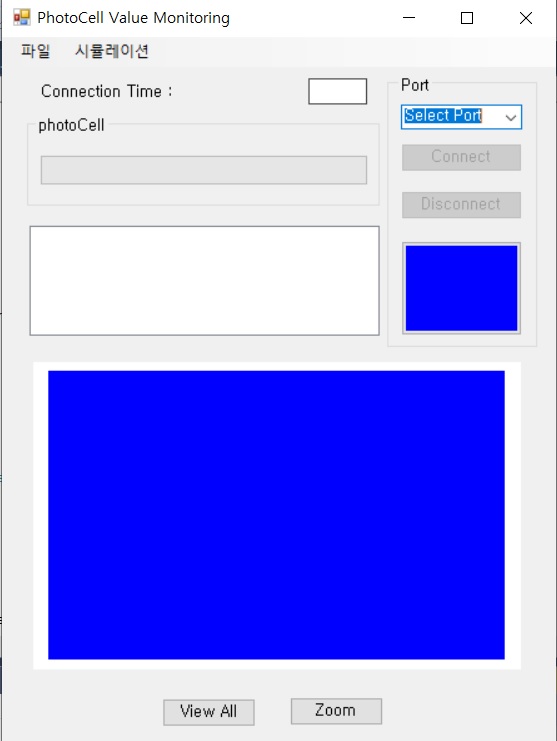 PhotoCell Value Monitoring
파일 시뮬레이션
Connection Time :
Port
Select Port
photoCell
Connect
Disconnect
View All
Zoom